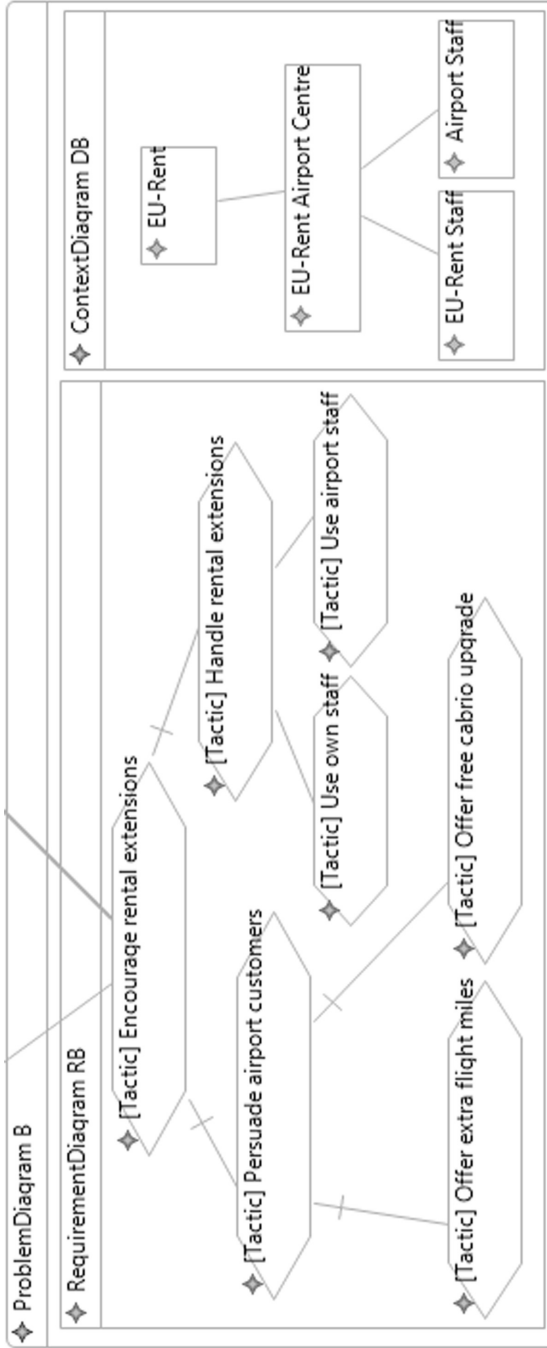 ProblemDiagram B
RequirementDiagram RB
[Tactic] Encourage rental extensions
[Tactic] Persuade airport customers
[Tactic] Handle rental extensions
[Tactic] Use own staff
[Tactic] Use airport staff
[Tactic] Offer extra flight miles
[Tactic] Offer free cabrio upgrade
ContextDiagram DB
EU-Rent
EU-Rent Airport Centre
EU-Rent Staff
Airport Staff